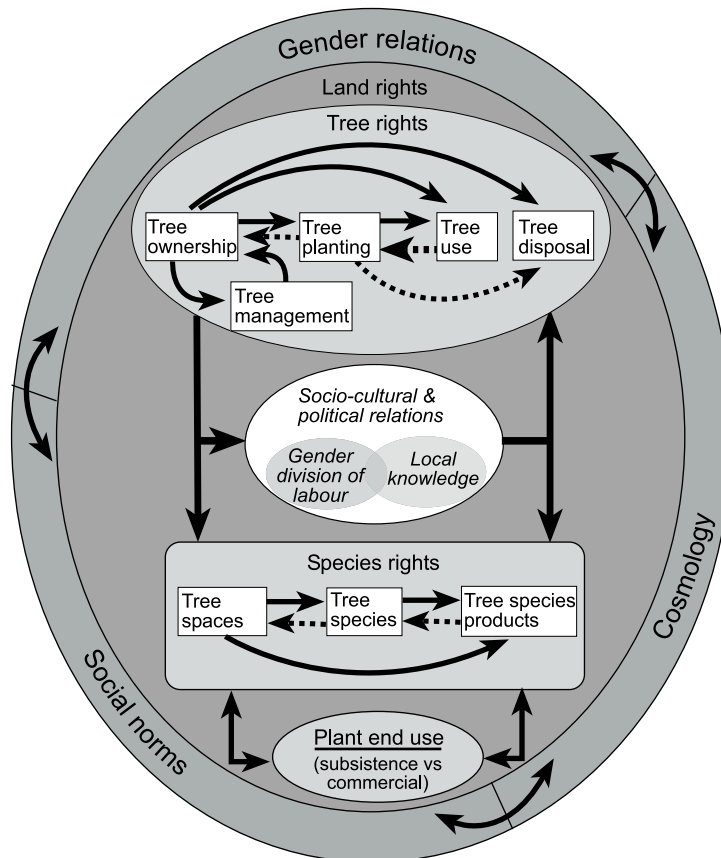 Gender relations
Land rights
Tree rights
Tree
ownership
Tree
planting
Tree
use
Tree
disposal
Tree
management
Socio-cultural &
political relations
Gender
division of
labour
Local
knowledge
Species rights
Tree
spaces
Tree
species
Tree species
products
Plant end use
(subsistence vs
commercial)
Social norms
Cosmology